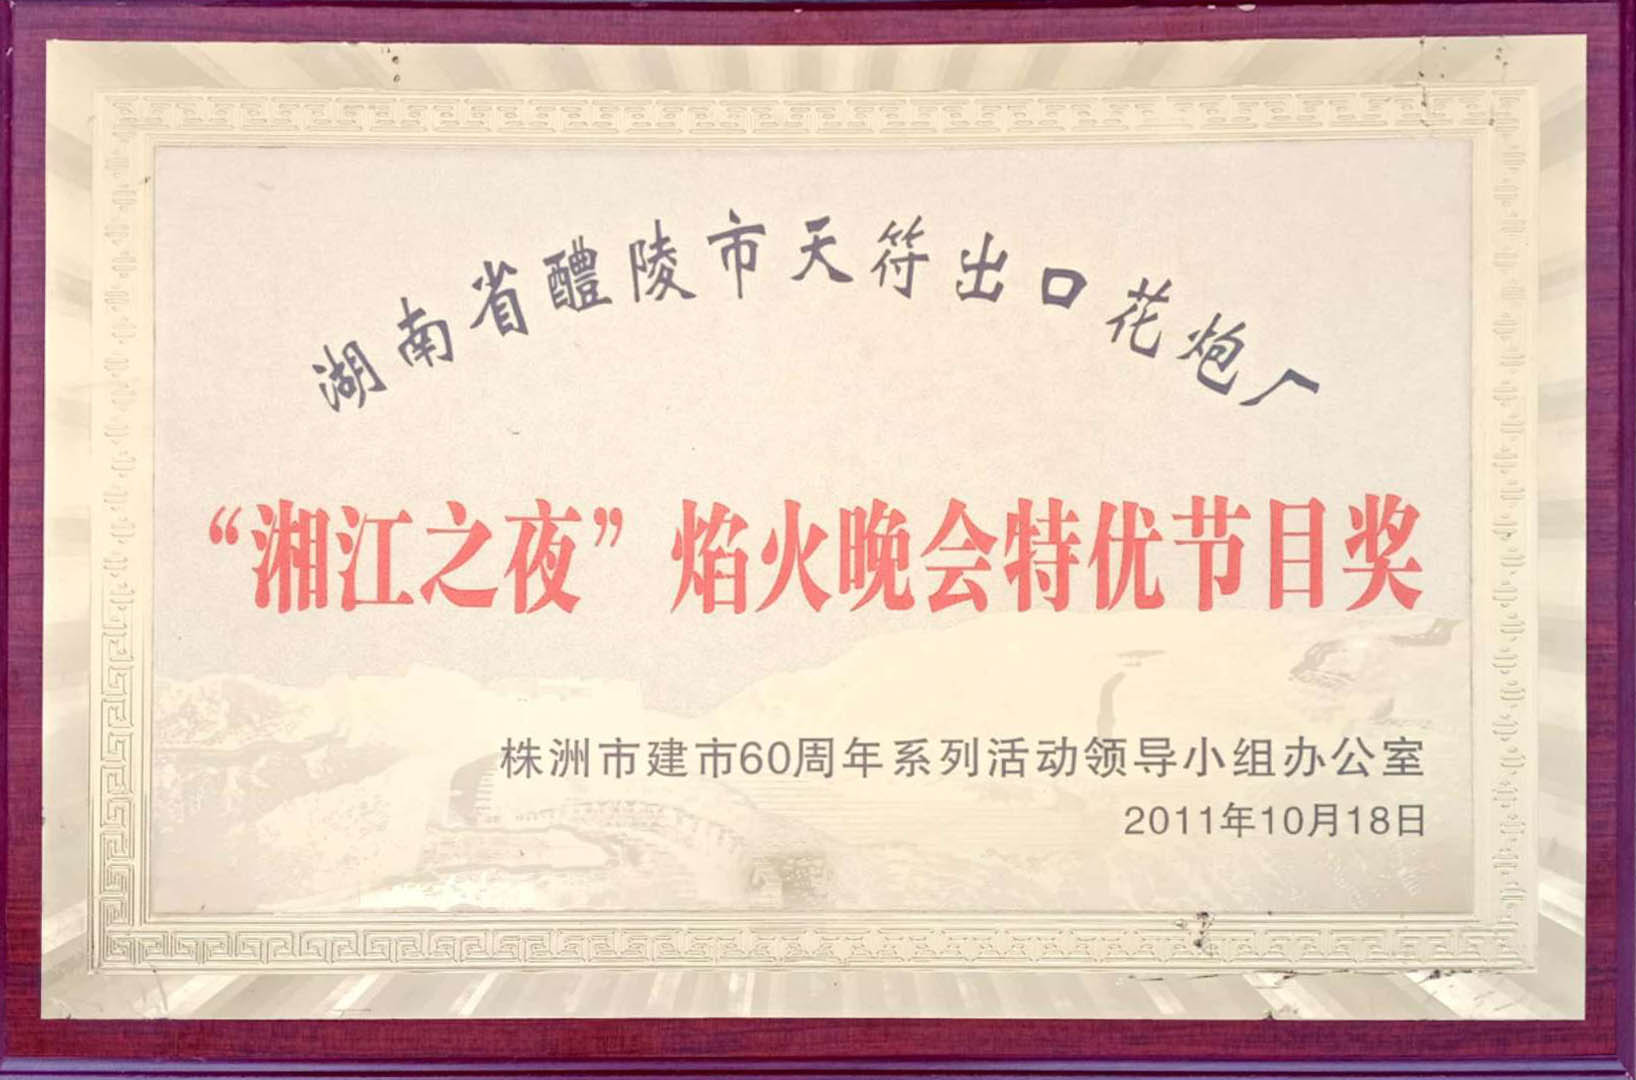 湖南省醴陵市天符出口花炮厂
“湘江之夜”焰火晚会特优节目奖
株洲市建市60周年系列活动领导小组办公室
2011年10月18日